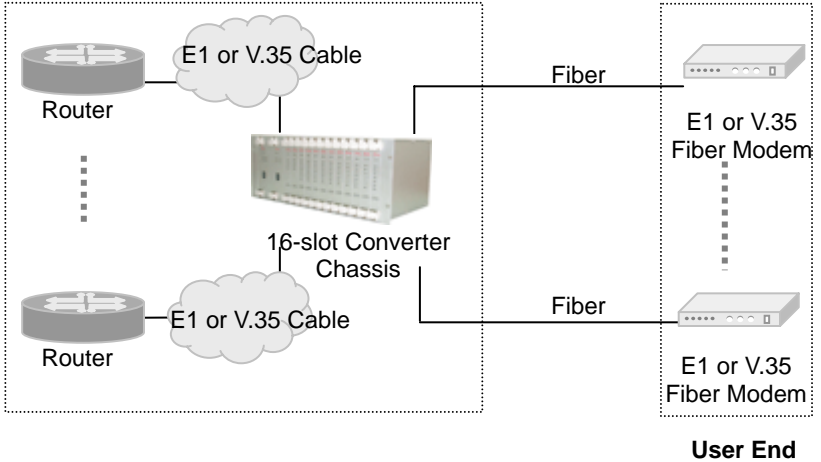 E1 or V.35 Cable
Router
Fiber
E1 or V.35
Fiber Modem
16-slot Converter
Chassis
E1 or V.35 Cable
Router
Fiber
E1 or V.35
Fiber Modem
User End